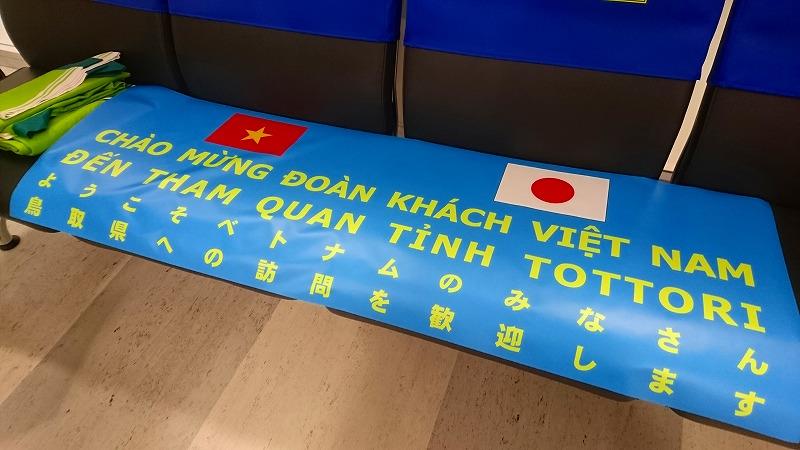 CHÀO MỪNG ĐOÀN KHÁCH VIỆT NAM
ĐẾN THAM QUAN TỈNH TOTTORI
ようこそベトナムのみなさん
鳥取県への訪問を歓迎します